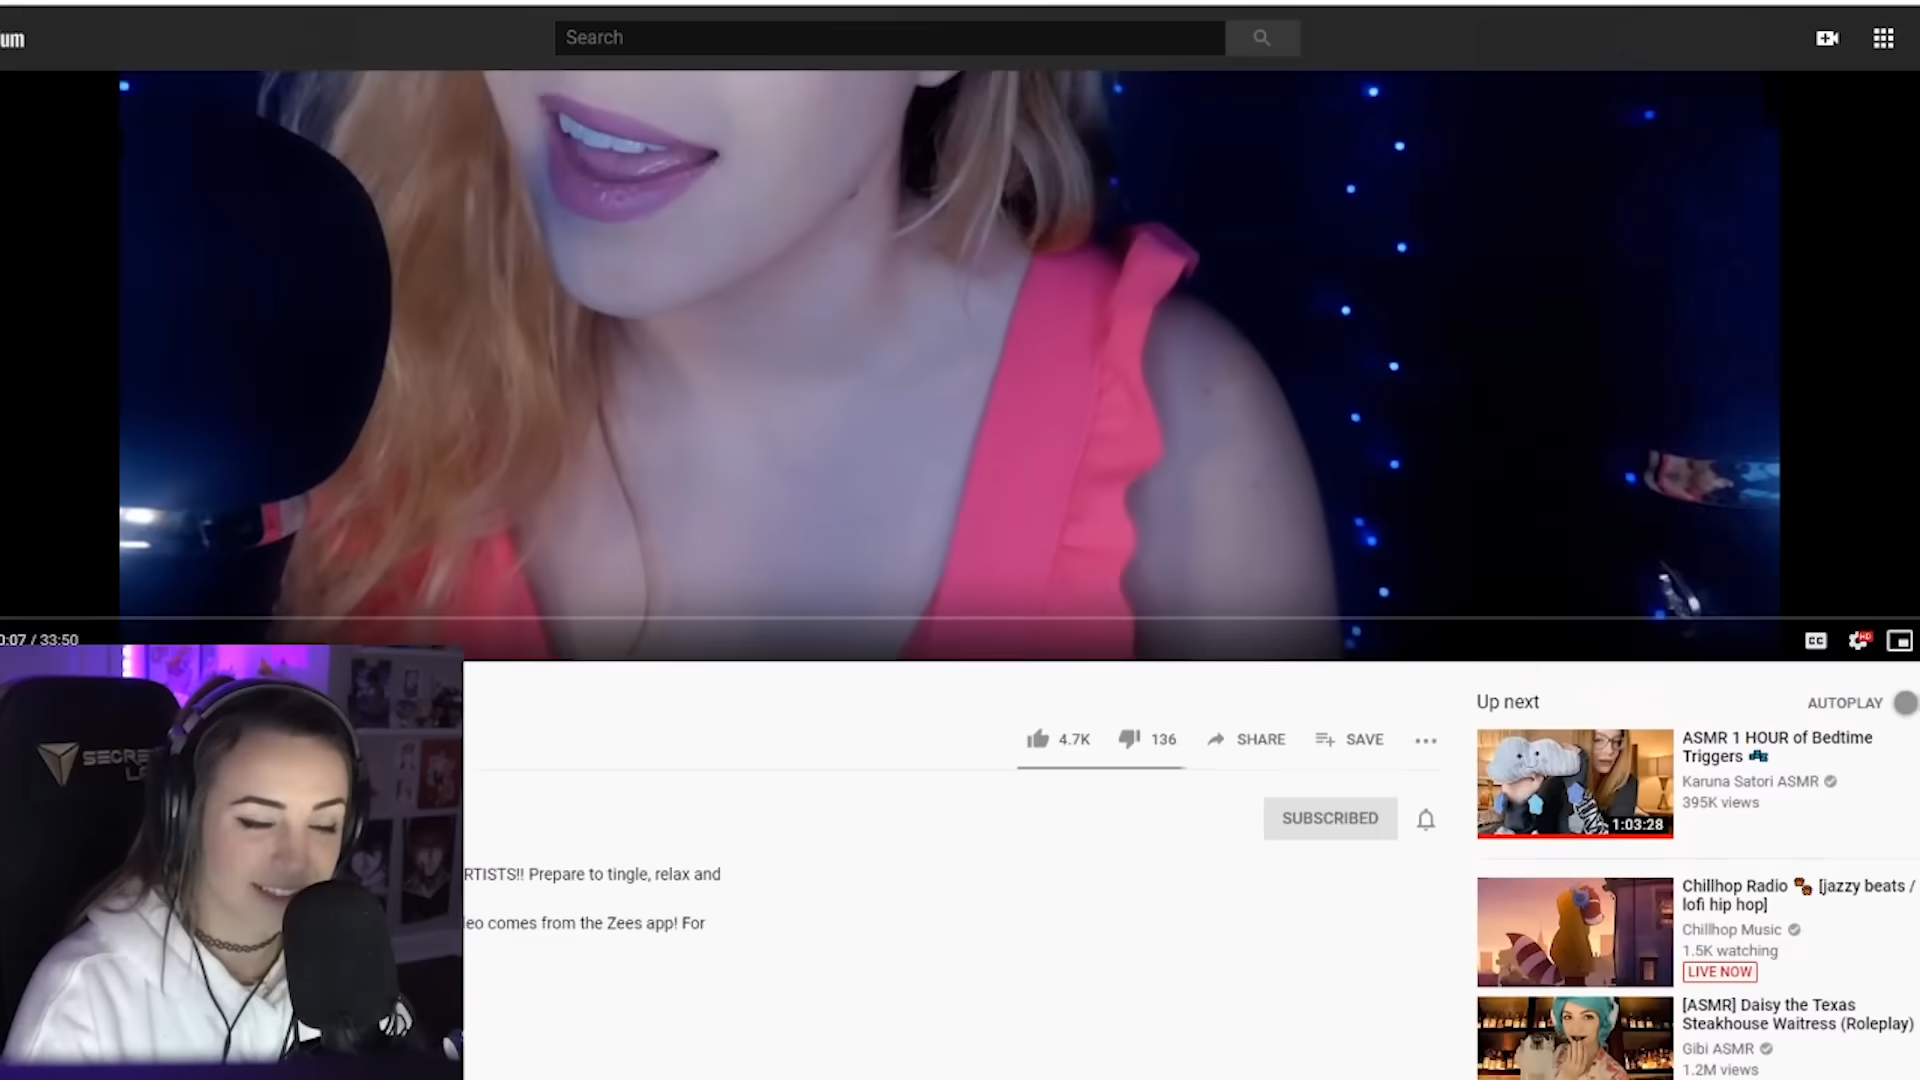 um
Search
0:07 / 33:50
CC
HD
4.7K
136
SHARE
SAVE
SUBSCRIBED
RTISTS!! Prepare to tingle, relax and
eo comes from the Zees app! For
SECRE
Up next
AUTOPLAY
1:03:28
ASMR 1 HOUR of Bedtime
Triggers
Karuna Satori ASMR
395K views
Chillhop Radio [jazzy beats /
lofi hip hop]
Chillhop Music
1.5K watching
LIVE NOW
[ASMR] Daisy the Texas
Steakhouse Waitress (Roleplay)
Gibi ASMR
1.2M views